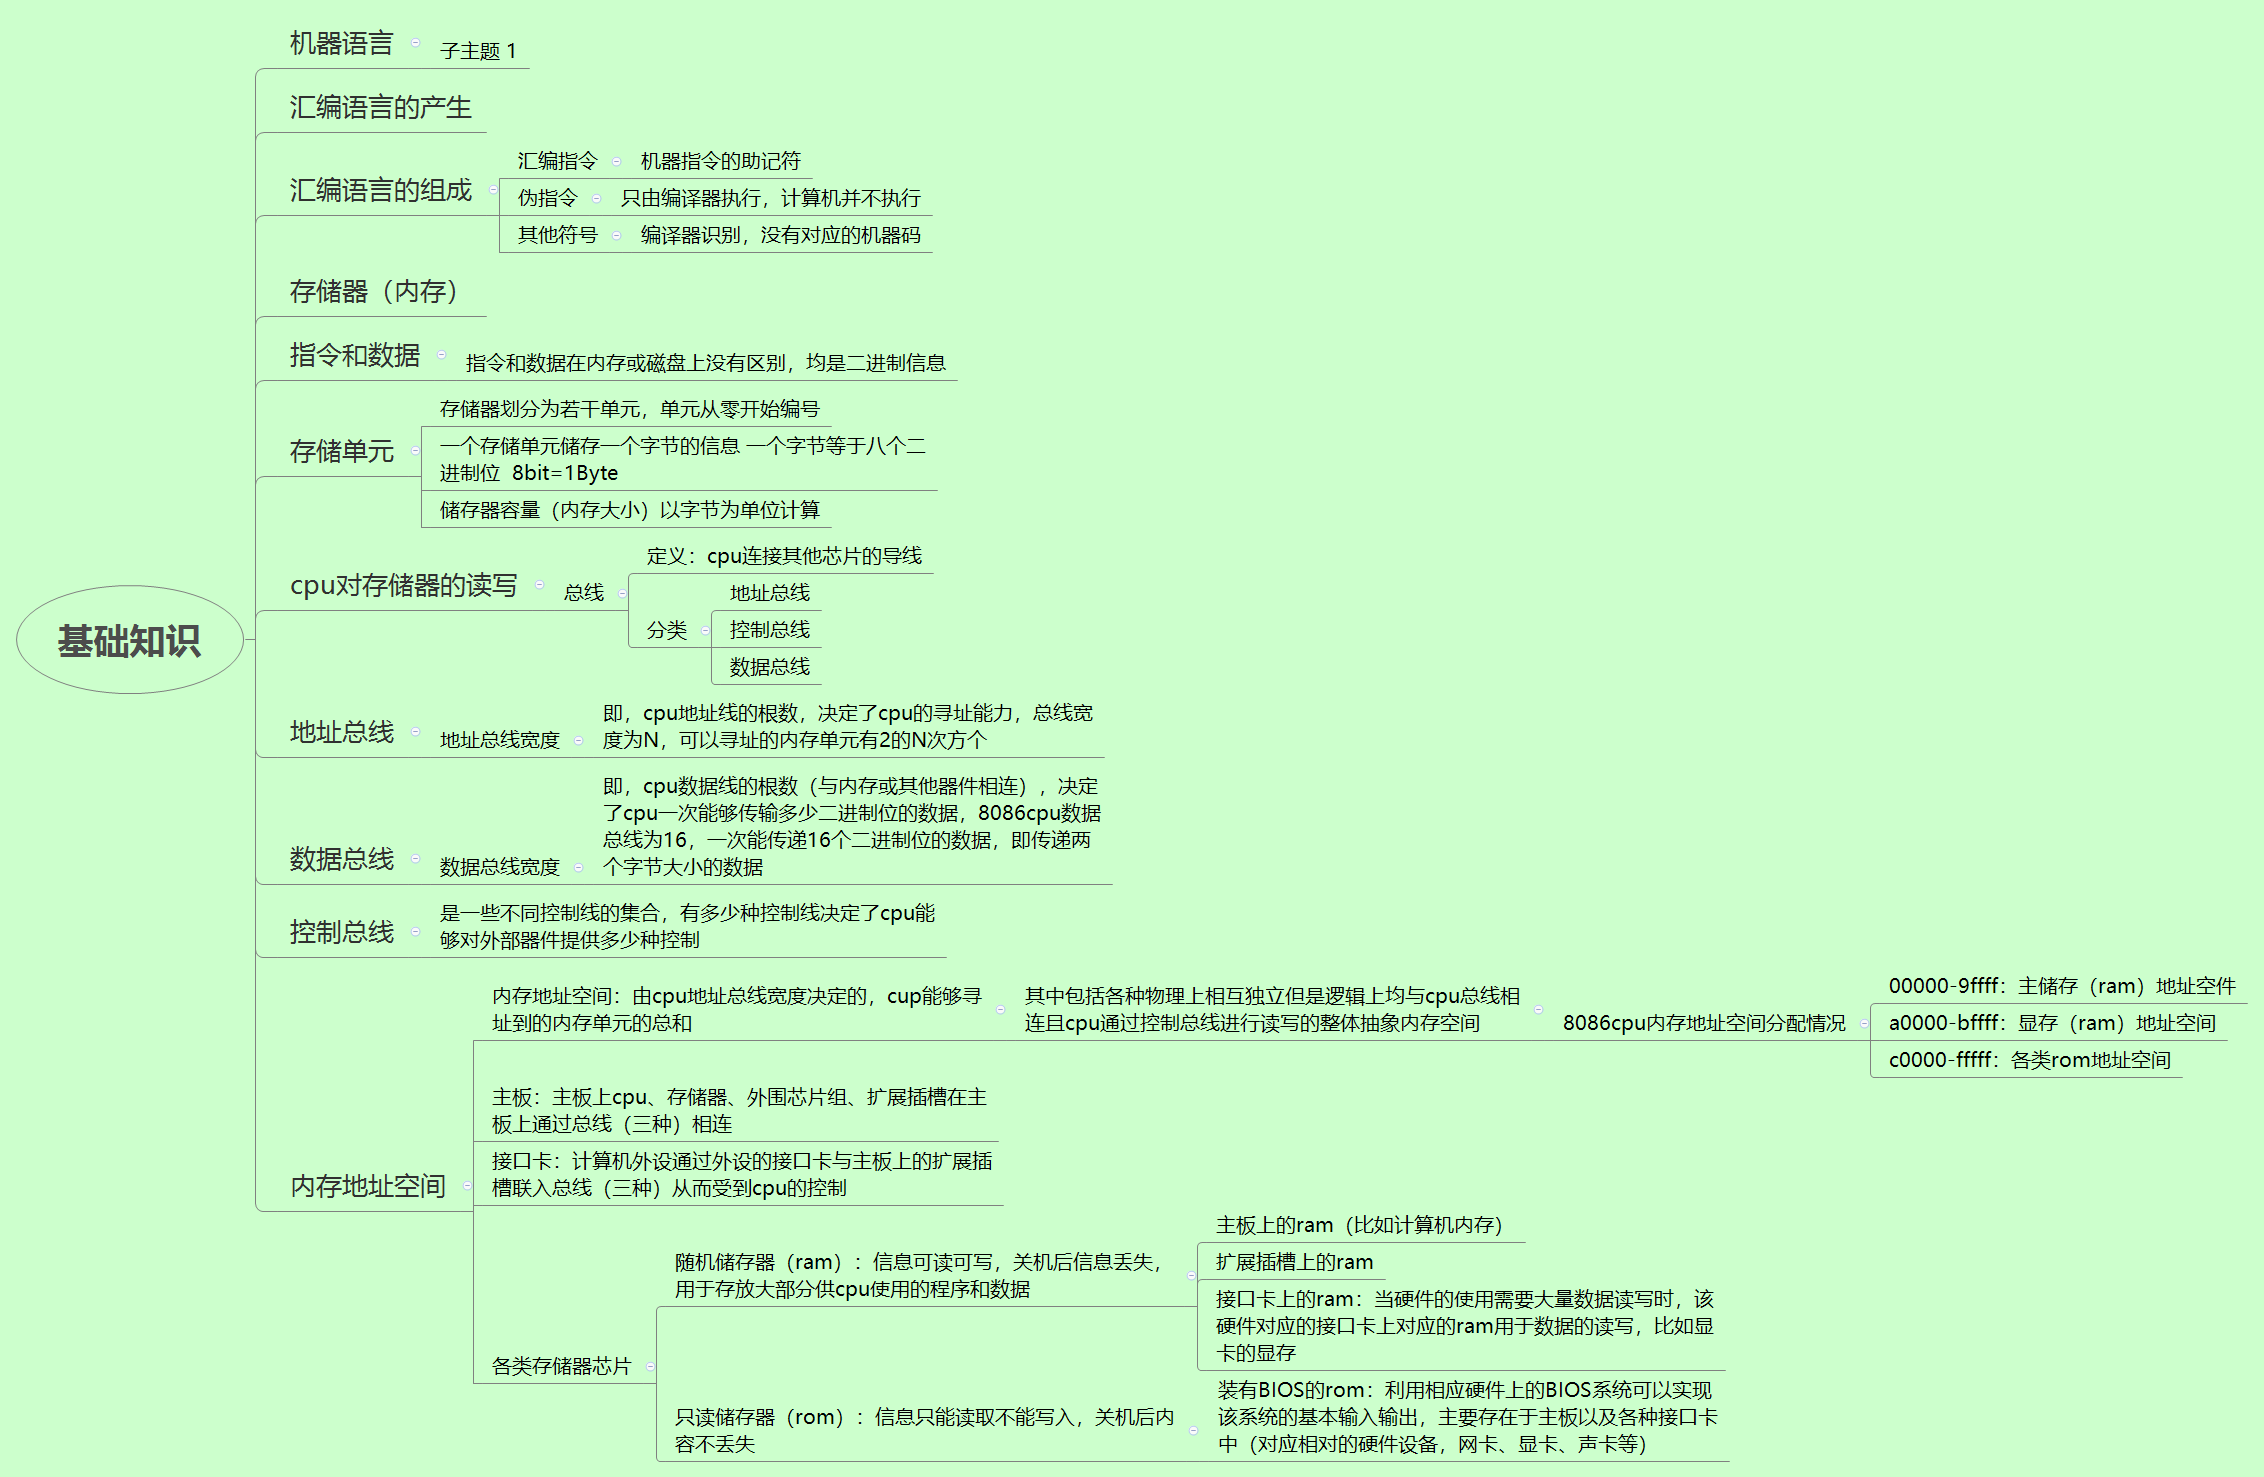 机器语言
子主题 1
汇编语言的产生
汇编语言的组成
汇编指令
机器指令的助记符
伪指令
只由编译器执行，计算机并不执行
其他符号
编译器识别，没有对应的机器码
存储器（内存）
指令和数据
指令和数据在内存或磁盘上没有区别，均是二进制信息
存储单元
存储器划分为若干单元，单元从零开始编号
一个存储单元储存一个字节的信息 一个字节等于八个二
进制位  8bit=1Byte
储存器容量（内存大小）以字节为单位计算
基础知识
cpu对存储器的读写
总线
定义：cpu连接其他芯片的导线
分类
地址总线
控制总线
数据总线
地址总线
地址总线宽度
即，cpu地址线的根数，决定了cpu的寻址能力，总线宽
度为N，可以寻址的内存单元有2的N次方个
数据总线
数据总线宽度
即，cpu数据线的根数（与内存或其他器件相连），决定
了cpu一次能够传输多少二进制位的数据，8086cpu数据
总线为16，一次能传递16个二进制位的数据，即传递两
个字节大小的数据
控制总线
是一些不同控制线的集合，有多少种控制线决定了cpu能
够对外部器件提供多少种控制
内存地址空间
内存地址空间：由cpu地址总线宽度决定的，cup能够寻
址到的内存单元的总和
其中包括各种物理上相互独立但是逻辑上均与cpu总线相
连且cpu通过控制总线进行读写的整体抽象内存空间
8086cpu内存地址空间分配情况
00000-9ffff：主储存（ram）地址空件
a0000-bffff：显存（ram）地址空间
c0000-fffff：各类rom地址空间
主板：主板上cpu、存储器、外围芯片组、扩展插槽在主
板上通过总线（三种）相连
接口卡：计算机外设通过外设的接口卡与主板上的扩展插
槽联入总线（三种）从而受到cpu的控制
各类存储器芯片
随机储存器（ram）：信息可读可写，关机后信息丢失，
用于存放大部分供cpu使用的程序和数据
主板上的ram（比如计算机内存）
扩展插槽上的ram
接口卡上的ram：当硬件的使用需要大量数据读写时，该
硬件对应的接口卡上对应的ram用于数据的读写，比如显
卡的显存
只读储存器（rom）：信息只能读取不能写入，关机后内
容不丢失
装有BIOS的rom：利用相应硬件上的BIOS系统可以实现
该系统的基本输入输出，主要存在于主板以及各种接口卡
中（对应相对的硬件设备，网卡、显卡、声卡等）